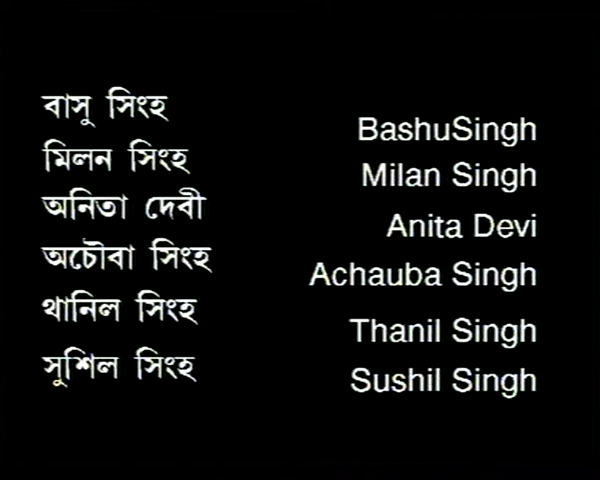 বাসু সিংহ
BashuSingh
মিলন সিংহ
Milan Singh
অনিতা দেবী
Anita Devi
অচৌবা সিংহ
Achauba Singh
থানিল সিংহ
Thanil Singh
সুশিল সিংহ
Sushil Singh